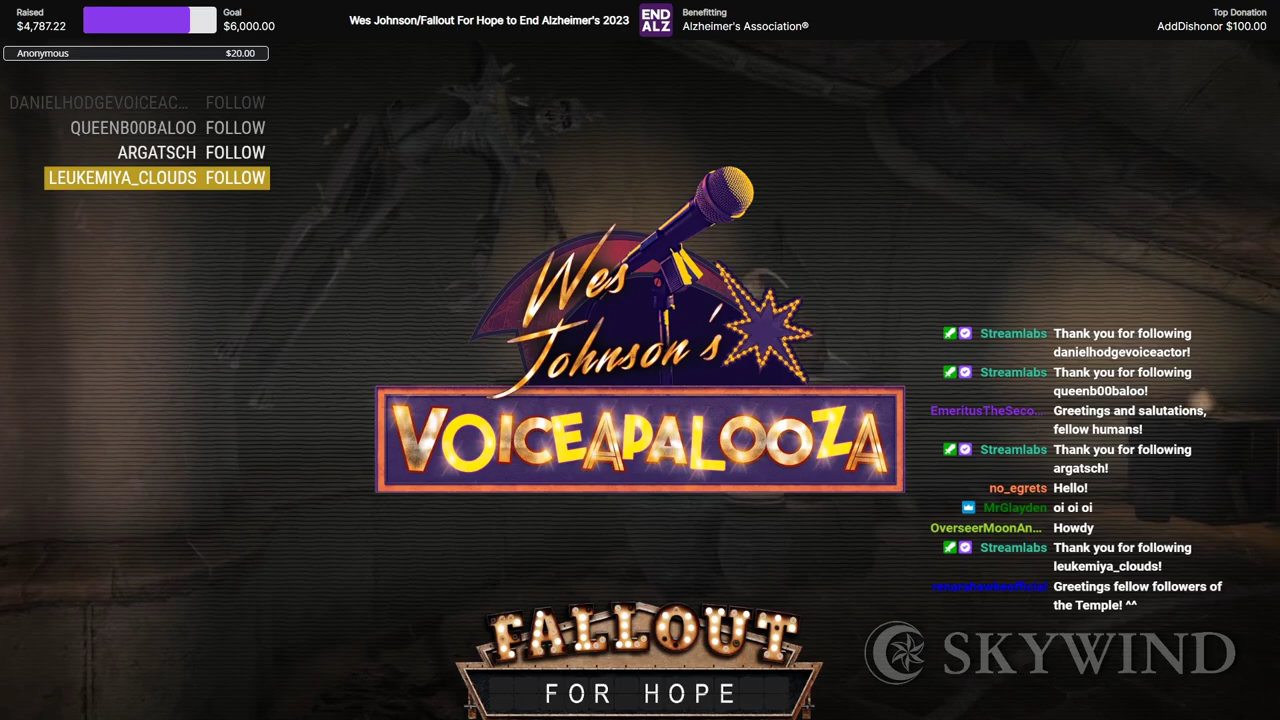 Raised
$4,787.22
Goal
$6,000.00
Wes Johnson/Fallout For Hope to End Alzheimer's 2023
END
ALZ
Benefitting
Alzheimer's Association®
Top Donation
AddDishonor $100.00
Anonymous $20.00
DANIELHODGEVOICEAC... FOLLOW
QUEENB00BALOO FOLLOW
ARGATSCH FOLLOW
LEUKEMIYA_CLOUDS FOLLOW
Wes
Johnson's
VOICEAPALOOZA
Streamlabs Thank you for following
danielhodgevoiceactor!
Streamlabs Thank you for following
queenb00baloo!
EmeritusTheSeco... Greetings and salutations,
fellow humans!
Streamlabs Thank you for following
argatsch!
no_egrets Hello!
MrGlayden oi oi oi
OverseerMoonAn... Howdy
Streamlabs Thank you for following
leukemiya_clouds!
Greetings fellow followers of
the Temple! ^^
FALLOUT
FOR HOPE
SKYWIND